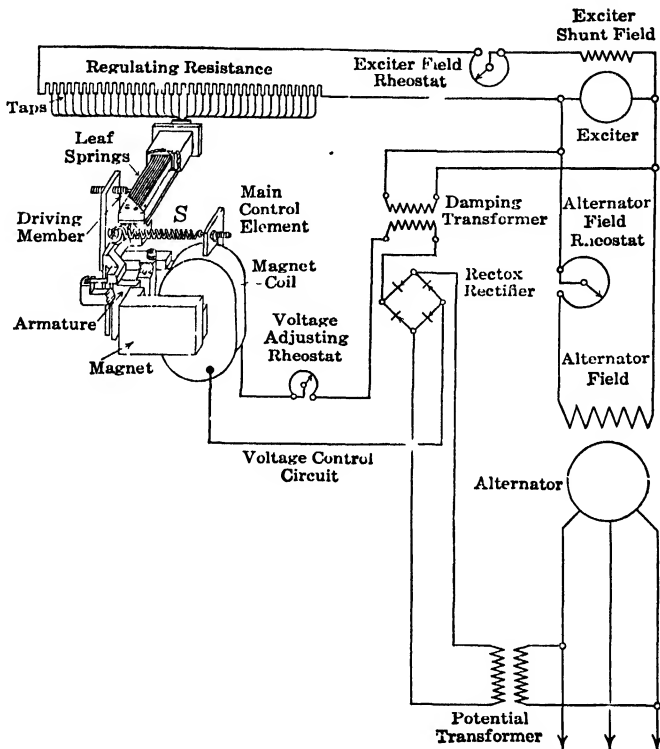 Exciter
Shunt Field
Exciter Field
Rheostat
Regulating Resistance
Taps
Exciter
Leaf
Springs
Main
Control
Element
S
Driving
Member
Damping
Transformer
Alternator
Field
Rheostat
Magnet
Coil
Rectox
Rectifier
Armature
Voltage
Adjusting
Rheostat
Magnet
Alternator
Field
Voltage Control
Circuit
Alternator
Potential
Transformer